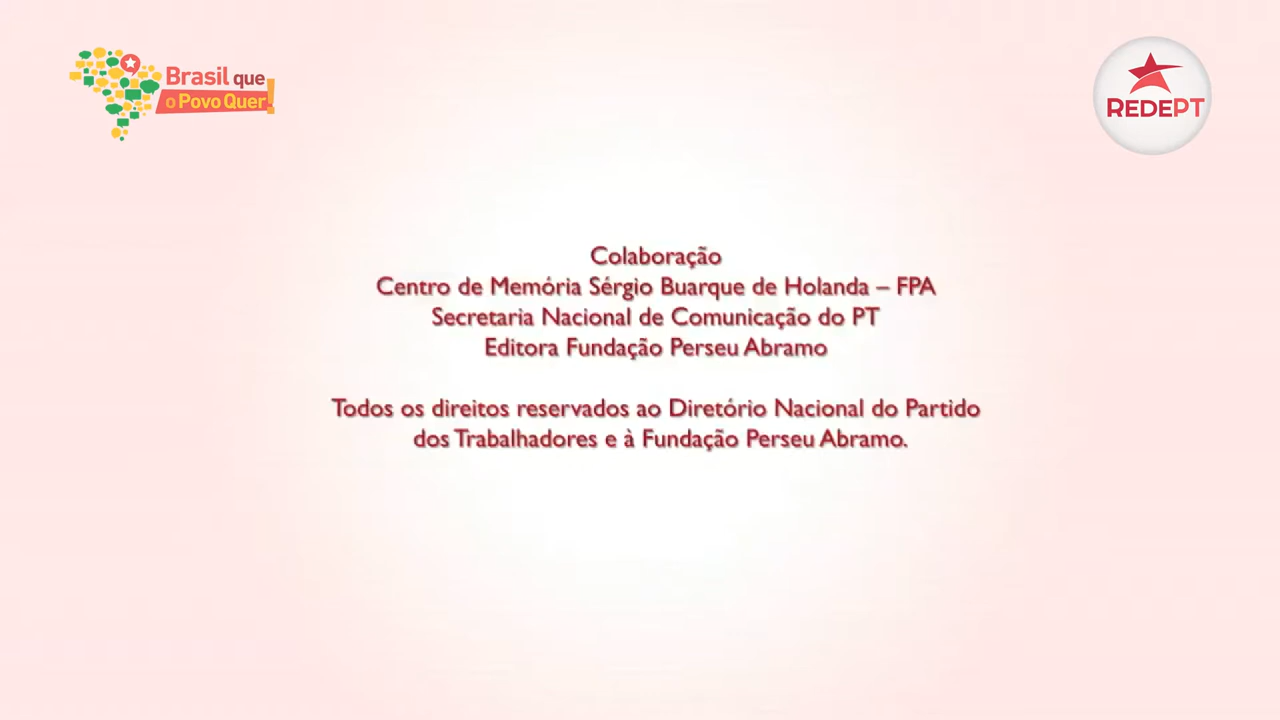 Brasil que
o Povo Quer!
REDEPT
Colaboração
Centro de Memória Sérgio Buarque de Holanda – FPA
Secretaria Nacional de Comunicação do PT
Editora Fundação Perseu Abramo
Todos os direitos reservados ao Diretório Nacional do Partido
dos Trabalhadores e à Fundação Perseu Abramo.